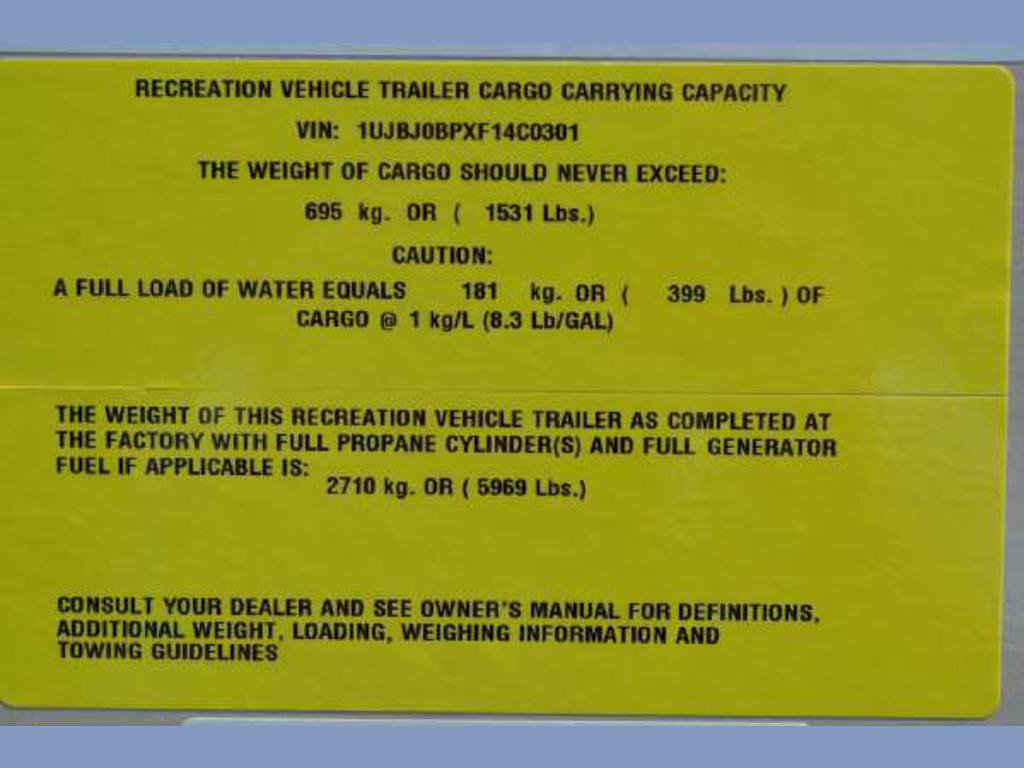 RECREATION VEHICLE TRAILER CARGO CARRYING CAPACITY
VIN: 1UJBJ0BPXF14C0301
THE WEIGHT OF CARGO SHOULD NEVER EXCEED:
695 kg. OR ( 1531 Lbs.)
CAUTION:
A FULL LOAD OF WATER EQUALS 181 kg. OR ( 399 Lbs. ) OF
CARGO @ 1 kg/L (8.3 Lb/GAL)
THE WEIGHT OF THIS RECREATION VEHICLE TRAILER AS COMPLETED AT
THE FACTORY WITH FULL PROPANE CYLINDER(S) AND FULL GENERATOR
FUEL IF APPLICABLE IS:
2710 kg. OR ( 5969 Lbs.)
CONSULT YOUR DEALER AND SEE OWNER'S MANUAL FOR DEFINITIONS,
ADDITIONAL WEIGHT, LOADING, WEIGHING INFORMATION AND
TOWING GUIDELINES